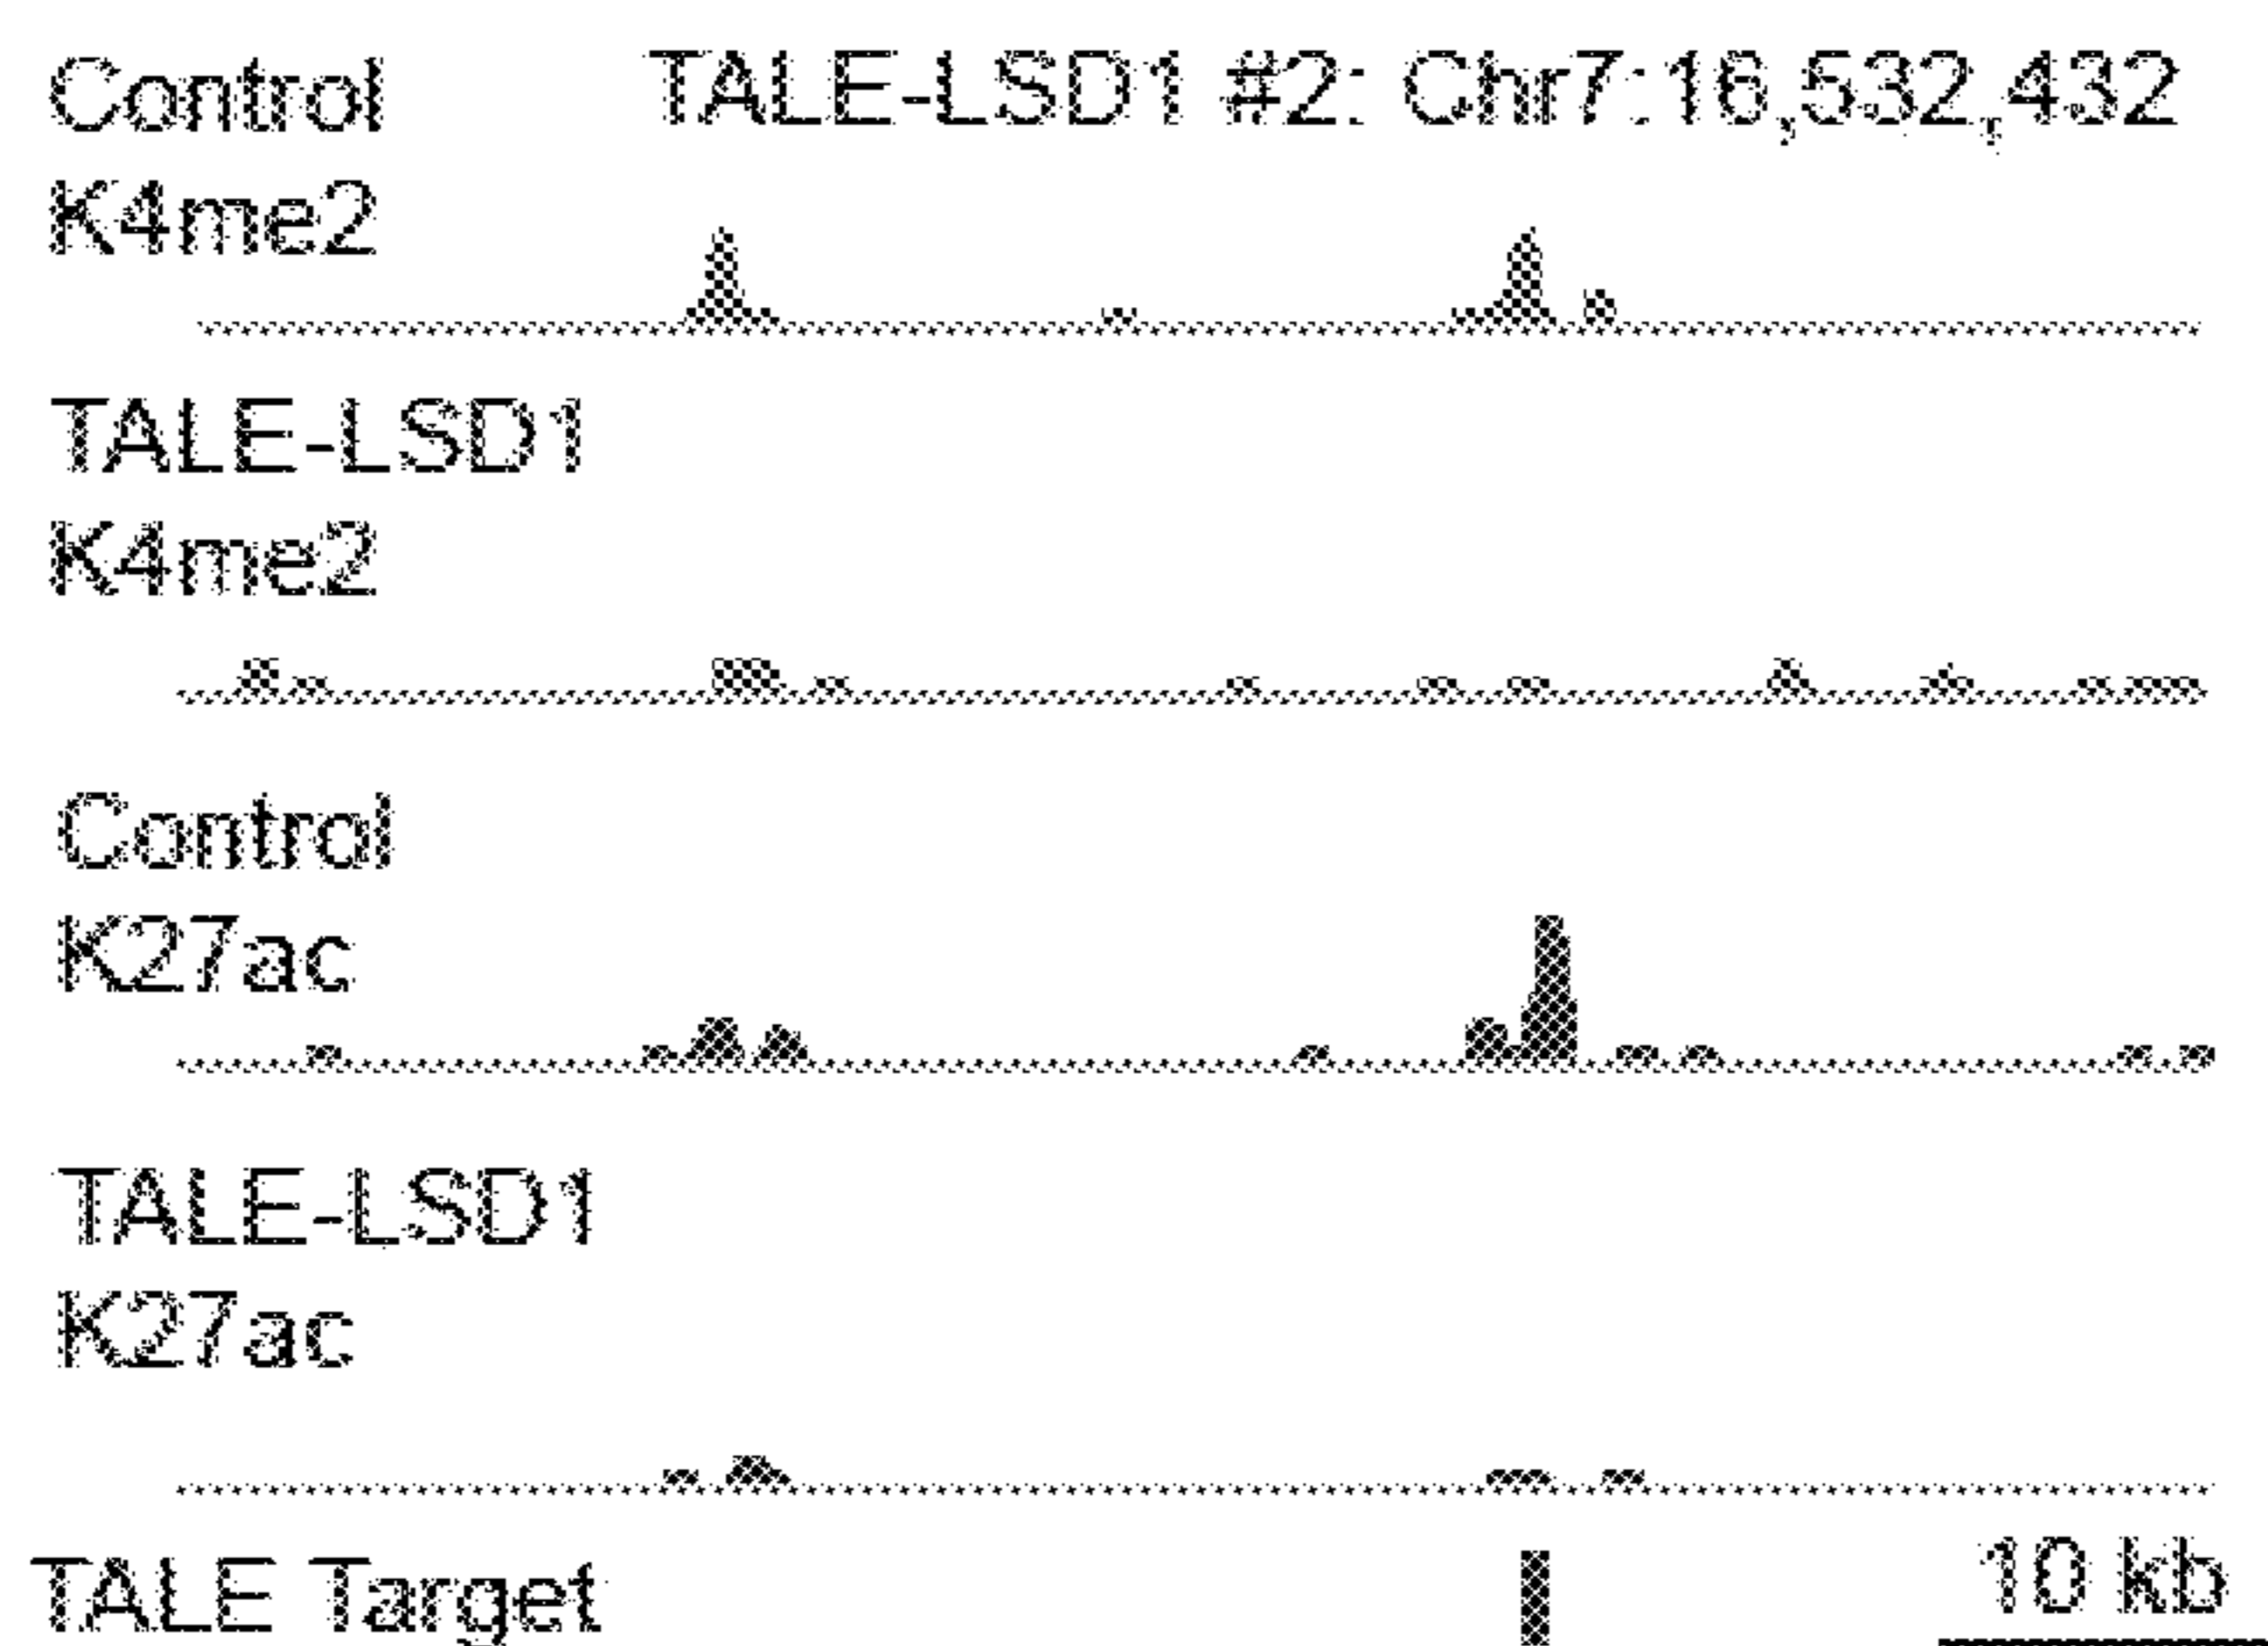 Control TALE-LSD1 #2: Chr7:16,532,432
K4me2
TALE-LSD1
K4me2
Control
K27ac
TALE-LSD1
K27ac
TALE Target 10 kb